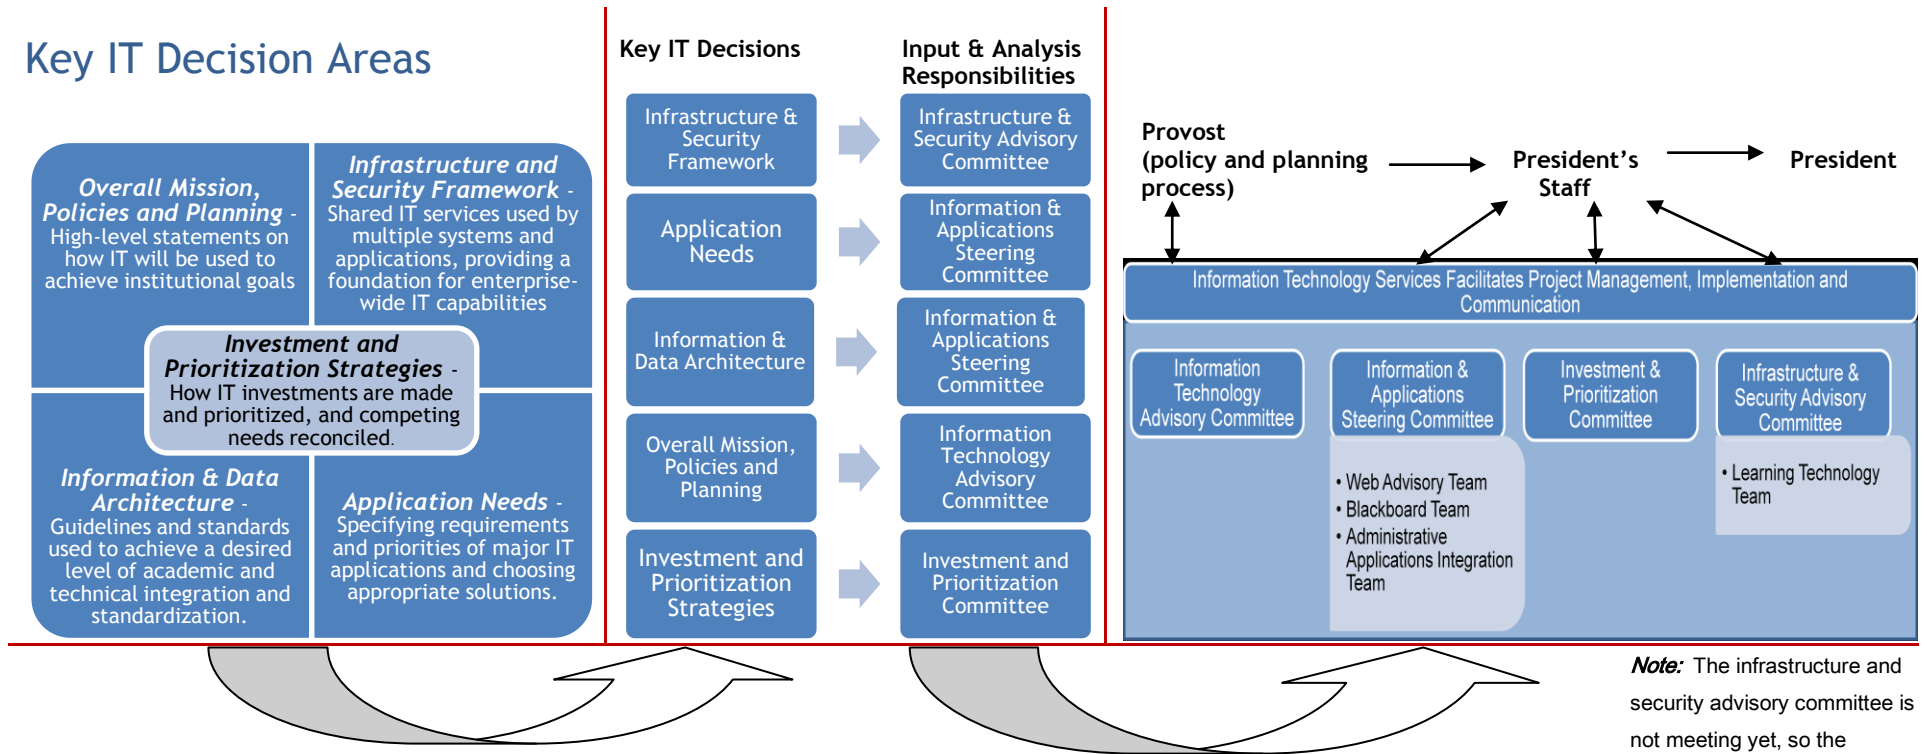 Key IT Decision Areas
Overall Mission,
Policies and Planning -
High-level statements on
how IT will be used to
achieve institutional goals
Infrastructure and
Security Framework -
Shared IT services used by
multiple systems and
applications, providing a
foundation for enterprise-
wide IT capabilities
Investment and
Prioritization Strategies -
How IT investments are made
and prioritized, and competing
needs reconciled.
Information & Data
Architecture -
Guidelines and standards
used to achieve a desired
level of academic and
technical integration and
standardization.
Application Needs -
Specifying requirements
and priorities of major IT
applications and choosing
appropriate solutions.
Key IT Decisions
Input & Analysis
Responsibilities
Infrastructure &
Security
Framework
Infrastructure &
Security Advisory
Committee
Application
Needs
Information &
Applications
Steering
Committee
Information &
Data Architecture
Information &
Applications
Steering
Committee
Overall Mission,
Policies and
Planning
Information
Technology
Advisory
Committee
Investment and
Prioritization
Strategies
Investment and
Prioritization
Committee
Provost
(policy and planning
process)
President's
Staff
President
Information Technology Services Facilitates Project Management, Implementation and
Communication
Information
Technology
Advisory Committee
Information &
Applications
Steering Committee
• Web Advisory Team
• Blackboard Team
• Administrative
Applications Integration
Team
Investment &
Prioritization
Committee
Infrastructure &
Security Advisory
Committee
• Learning Technology
Team
Note: The infrastructure and
security advisory committee is
not meeting yet, so the